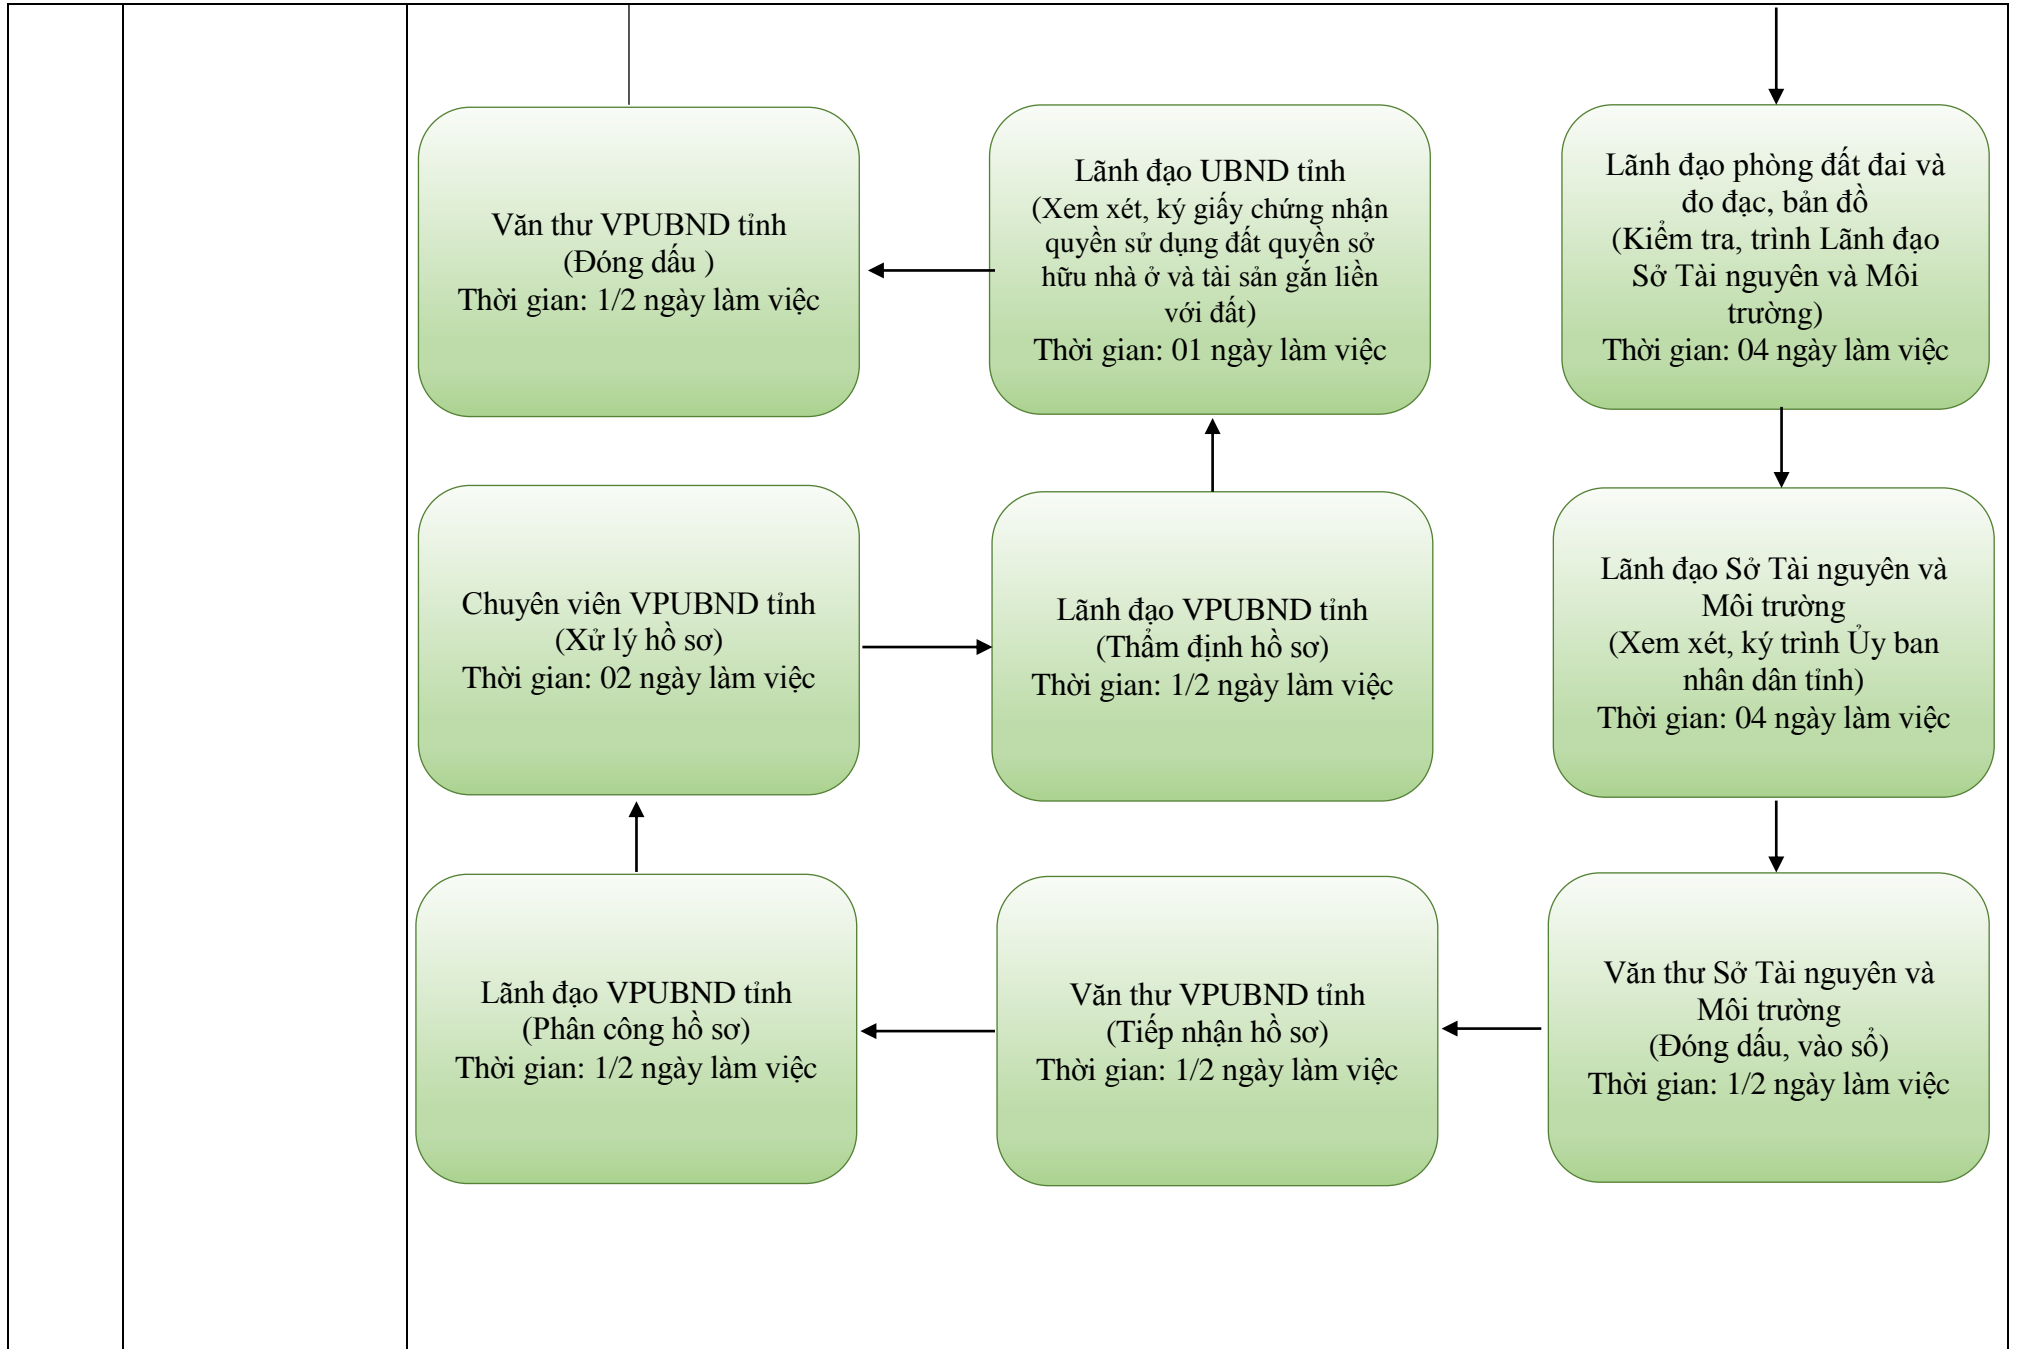 Văn thư VPUBND tỉnh
(Đóng dấu )
Thời gian: 1/2 ngày làm việc
Lãnh đạo UBND tỉnh
(Xem xét, ký giấy chứng nhận
quyền sử dụng đất quyền sở
hữu nhà ở và tài sản gắn liền
với đất)
Thời gian: 01 ngày làm việc
Lãnh đạo phòng đất đai và
đo đạc, bản đồ
(Kiểm tra, trình Lãnh đạo
Sở Tài nguyên và Môi
trường)
Thời gian: 04 ngày làm việc
Chuyên viên VPUBND tỉnh
(Xử lý hồ sơ)
Thời gian: 02 ngày làm việc
Lãnh đạo VPUBND tỉnh
(Thẩm định hồ sơ)
Thời gian: 1/2 ngày làm việc
Lãnh đạo Sở Tài nguyên và
Môi trường
(Xem xét, ký trình Ủy ban
nhân dân tỉnh)
Thời gian: 04 ngày làm việc
Lãnh đạo VPUBND tỉnh
(Phân công hồ sơ)
Thời gian: 1/2 ngày làm việc
Văn thư VPUBND tỉnh
(Tiếp nhận hồ sơ)
Thời gian: 1/2 ngày làm việc
Văn thư Sở Tài nguyên và
Môi trường
(Đóng dấu, vào sổ)
Thời gian: 1/2 ngày làm việc